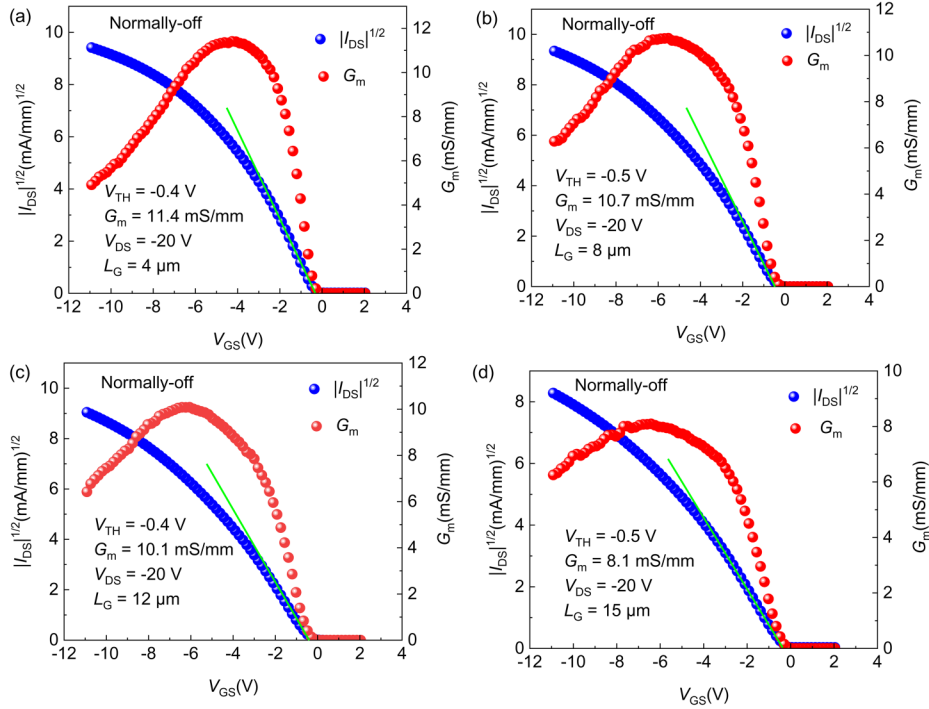 (a)
Normally-off
|I_DS|^1/2
G_m
|I_DS|^1/2(mA/mm)^1/2
10
8
6
4
2
0
12
10
8
6
4
2
0
G_m(mS/mm)
V_TH = -0.4 V
G_m = 11.4 mS/mm
V_DS = -20 V
L_G = 4 μm
-12 -10 -8 -6 -4 -2 0 2 4
V_GS(V)
(b)
Normally-off
|I_DS|^1/2
G_m
|I_DS|^1/2(mA/mm)^1/2
10
8
6
4
2
0
12
10
8
6
4
2
0
G_m(mS/mm)
V_TH = -0.5 V
G_m = 10.7 mS/mm
V_DS = -20 V
L_G = 8 μm
-12 -10 -8 -6 -4 -2 0 2 4
V_GS(V)
(c)
Normally-off
|I_DS|^1/2
G_m
|I_DS|^1/2(mA/mm)^1/2
10
8
6
4
2
0
12
10
8
6
4
2
0
G_m(mS/mm)
V_TH = -0.4 V
G_m = 10.1 mS/mm
V_DS = -20 V
L_G = 12 μm
-12 -10 -8 -6 -4 -2 0 2 4
V_GS(V)
(d)
Normally-off
|I_DS|^1/2
G_m
|I_DS|^1/2(mA/mm)^1/2
8
6
4
2
0
10
8
6
4
2
0
G_m(mS/mm)
V_TH = -0.5 V
G_m = 8.1 mS/mm
V_DS = -20 V
L_G = 15 μm
-12 -10 -8 -6 -4 -2 0 2 4
V_GS(V)